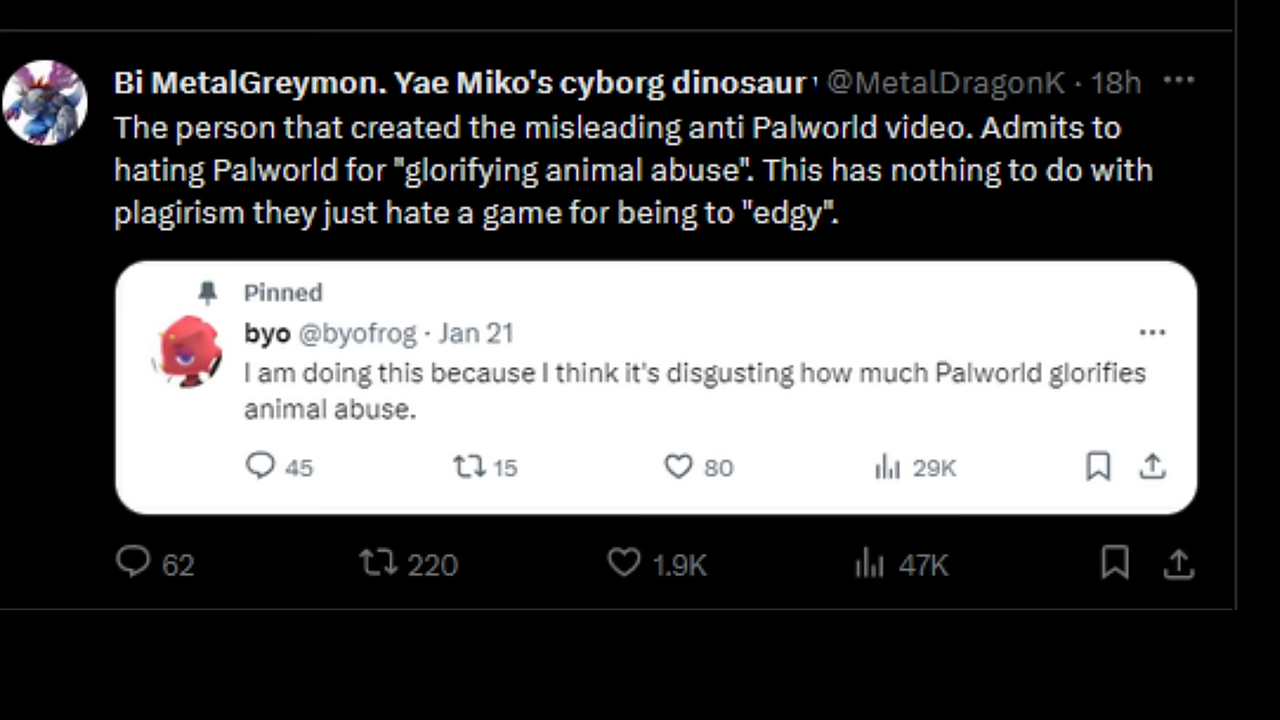 Bi MetalGreymon. Yae Miko's cyborg dinosaur @MetalDragonK · 18h
The person that created the misleading anti Palworld video. Admits to
hating Palworld for "glorifying animal abuse". This has nothing to do with
plagirism they just hate a game for being to "edgy".
Pinned
byo @byofrog · Jan 21
I am doing this because I think it's disgusting how much Palworld glorifies
animal abuse.
45 15 80 29K
62 220 1.9K 47K